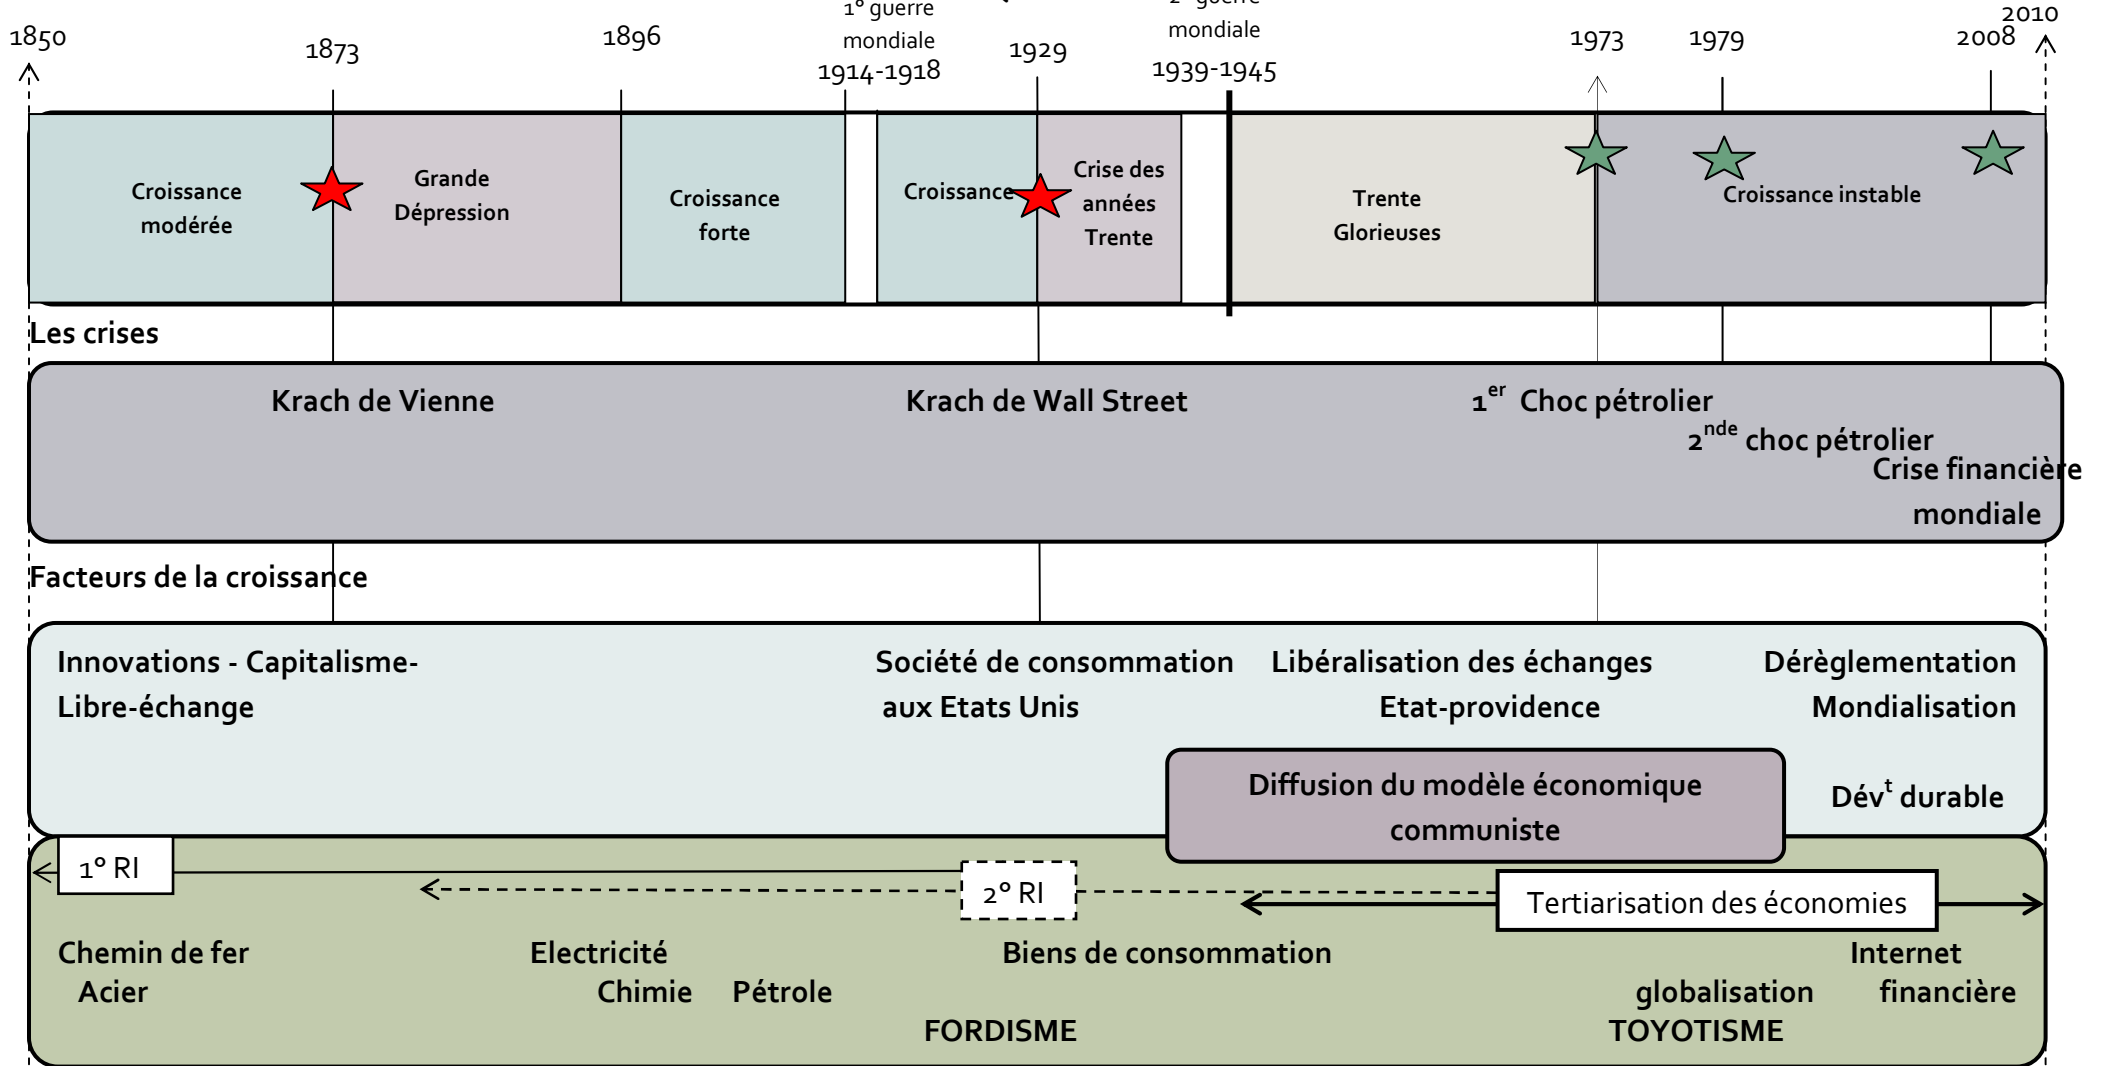 1850
1873
1896
1° guerre
mondiale
1914-1918
1929
guerre
mondiale
1939-1945
1973
1979
2010
2008
Croissance
modérée
Grande
Dépression
Croissance
forte
Croissance
Crise des
années
Trente
Trente
Glorieuses
Croissance instable
Les crises
Krach de Vienne
Krach de Wall Street
1er Choc pétrolier
2nde choc pétrolier
Crise financière
mondiale
Facteurs de la croissance
Innovations - Capitalisme-
Libre-échange
Société de consommation
aux Etats Unis
Libéralisation des échanges
Etat-providence
Dérèglementation
Mondialisation
Diffusion du modèle économique
communiste
Dévt durable
1° RI
2° RI
Tertiarisation des économies
Chemin de fer
Acier
Electricité
Chimie Pétrole
Biens de consommation
Internet
globalisation financière
FORDISME
TOYOTISME